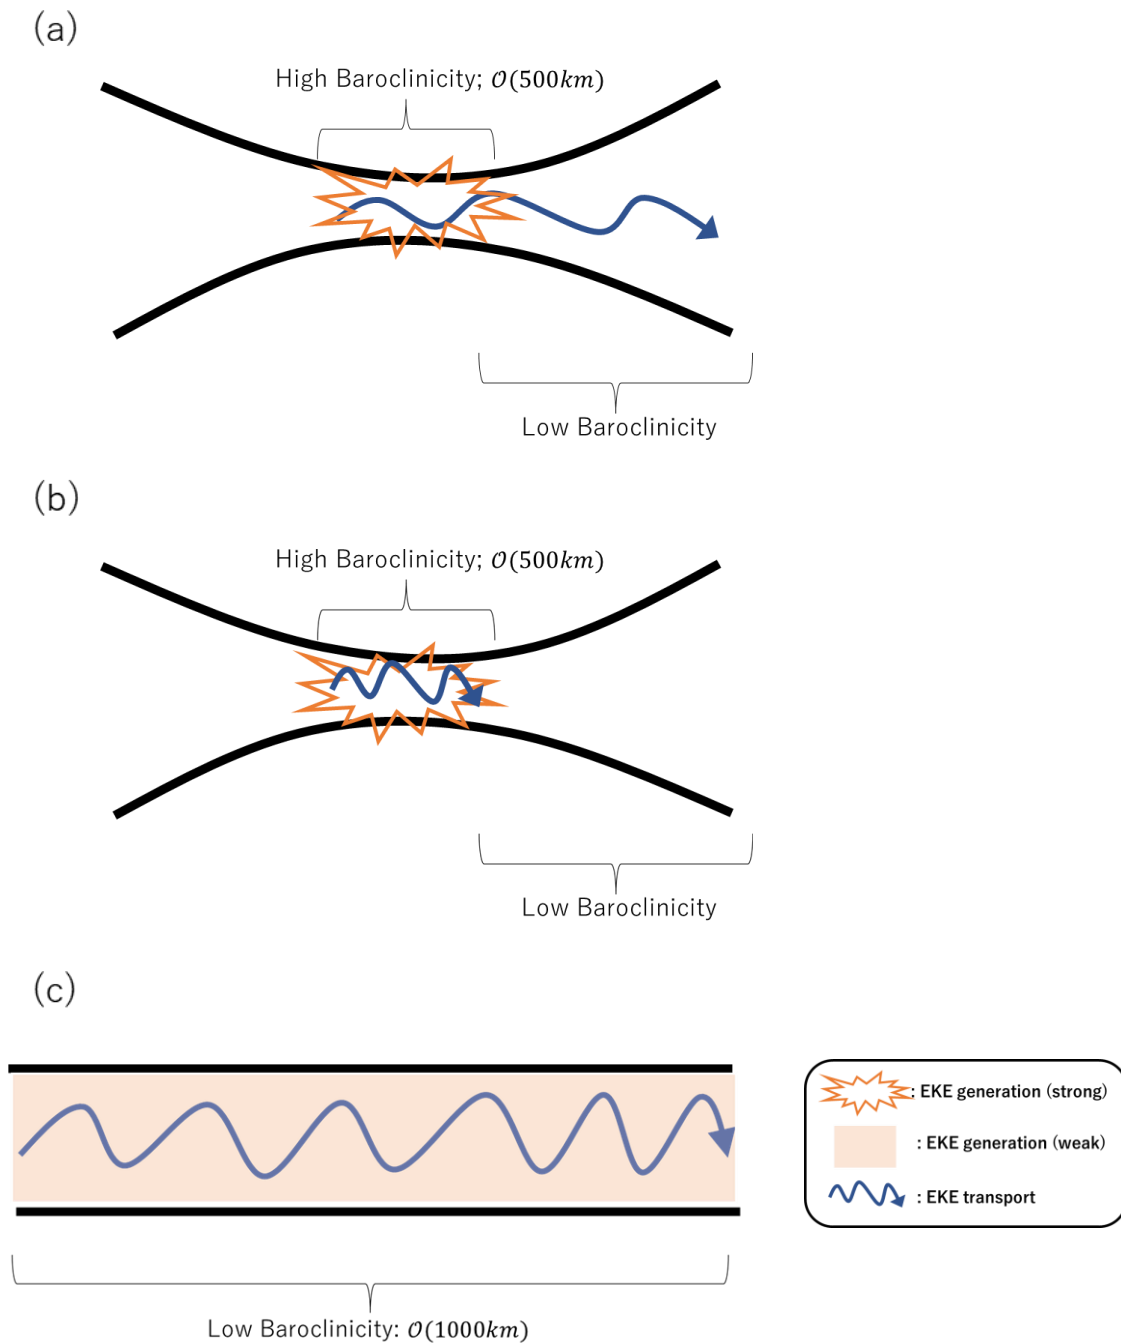 (a)
High Baroclinicity; 𝒪(500km)
Low Baroclinicity
(b)
High Baroclinicity; 𝒪(500km)
Low Baroclinicity
(c)
: EKE generation (strong)
: EKE generation (weak)
: EKE transport
Low Baroclinicity: 𝒪(1000km)